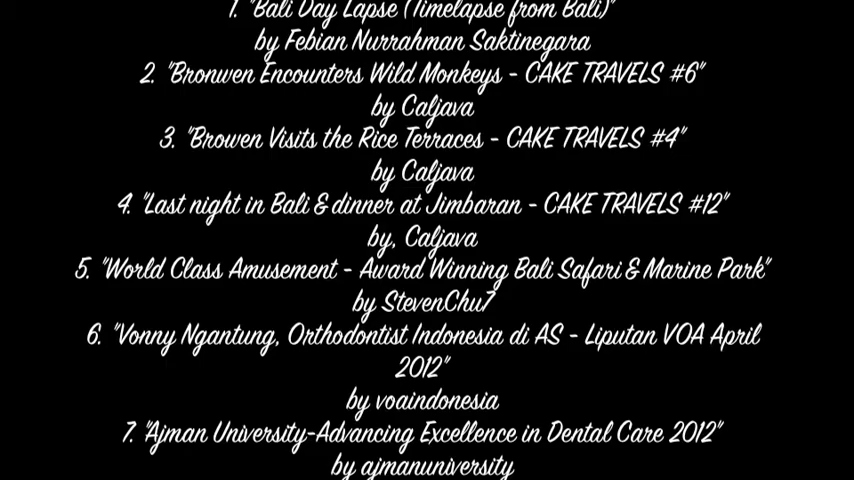 1. "Bali Day Lapse (Timelapse from Bali)"
by Febian Nurrahman Saktinegara
2. "Bronwen Encounters Wild Monkeys - CAKE TRAVELS #6"
by Caljava
3. "Browen Visits the Rice Terraces - CAKE TRAVELS #4"
by Caljava
4. "Last night in Bali & dinner at Jimbaran - CAKE TRAVELS #12"
by, Caljava
5. "World Class Amusement - Award Winning Bali Safari & Marine Park"
by StevenChu7
6. "Vonny Ngantung, Orthodontist Indonesia di AS - Liputan VOA April
2012"
by voaindonesia
7. "Ajman University-Advancing Excellence in Dental Care 2012"
by ajmanuniversity